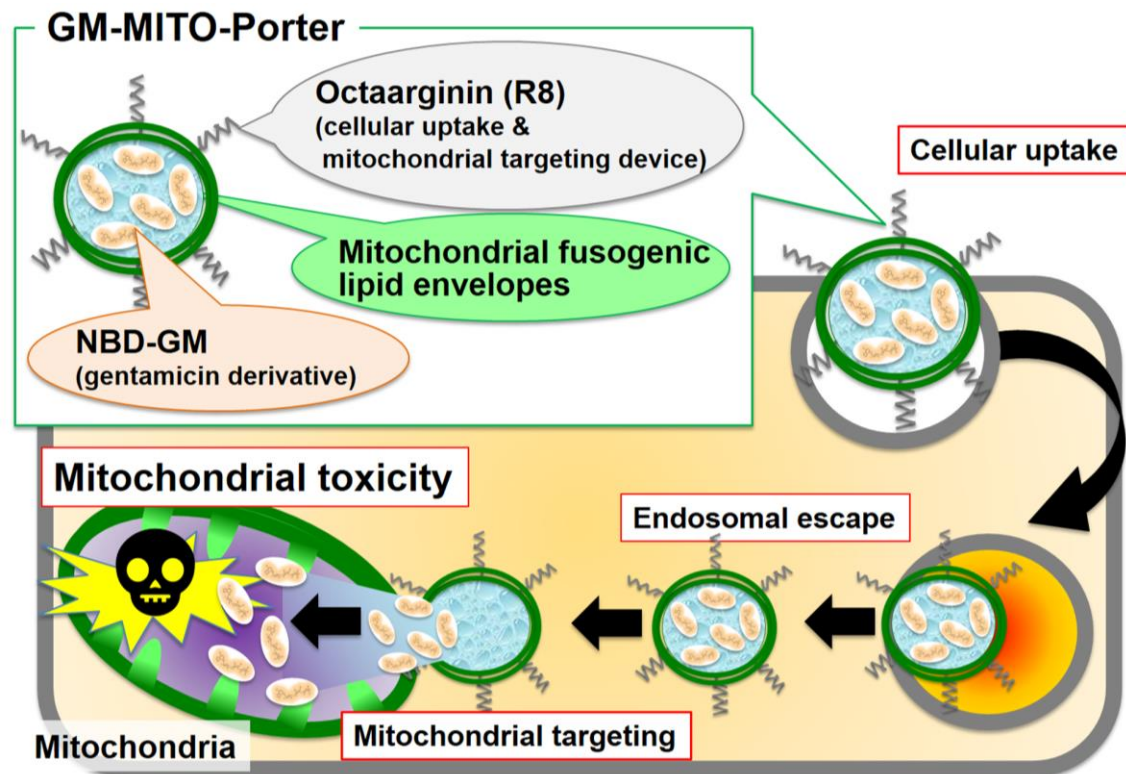 GM-MITO-Porter
Octaarginin (R8)
(cellular uptake &
mitochondrial targeting device)
Mitochondrial fusogenic
lipid envelopes
NBD-GM
(gentamicin derivative)
Cellular uptake
Endosomal escape
Mitochondrial targeting
Mitochondrial toxicity
Mitochondria